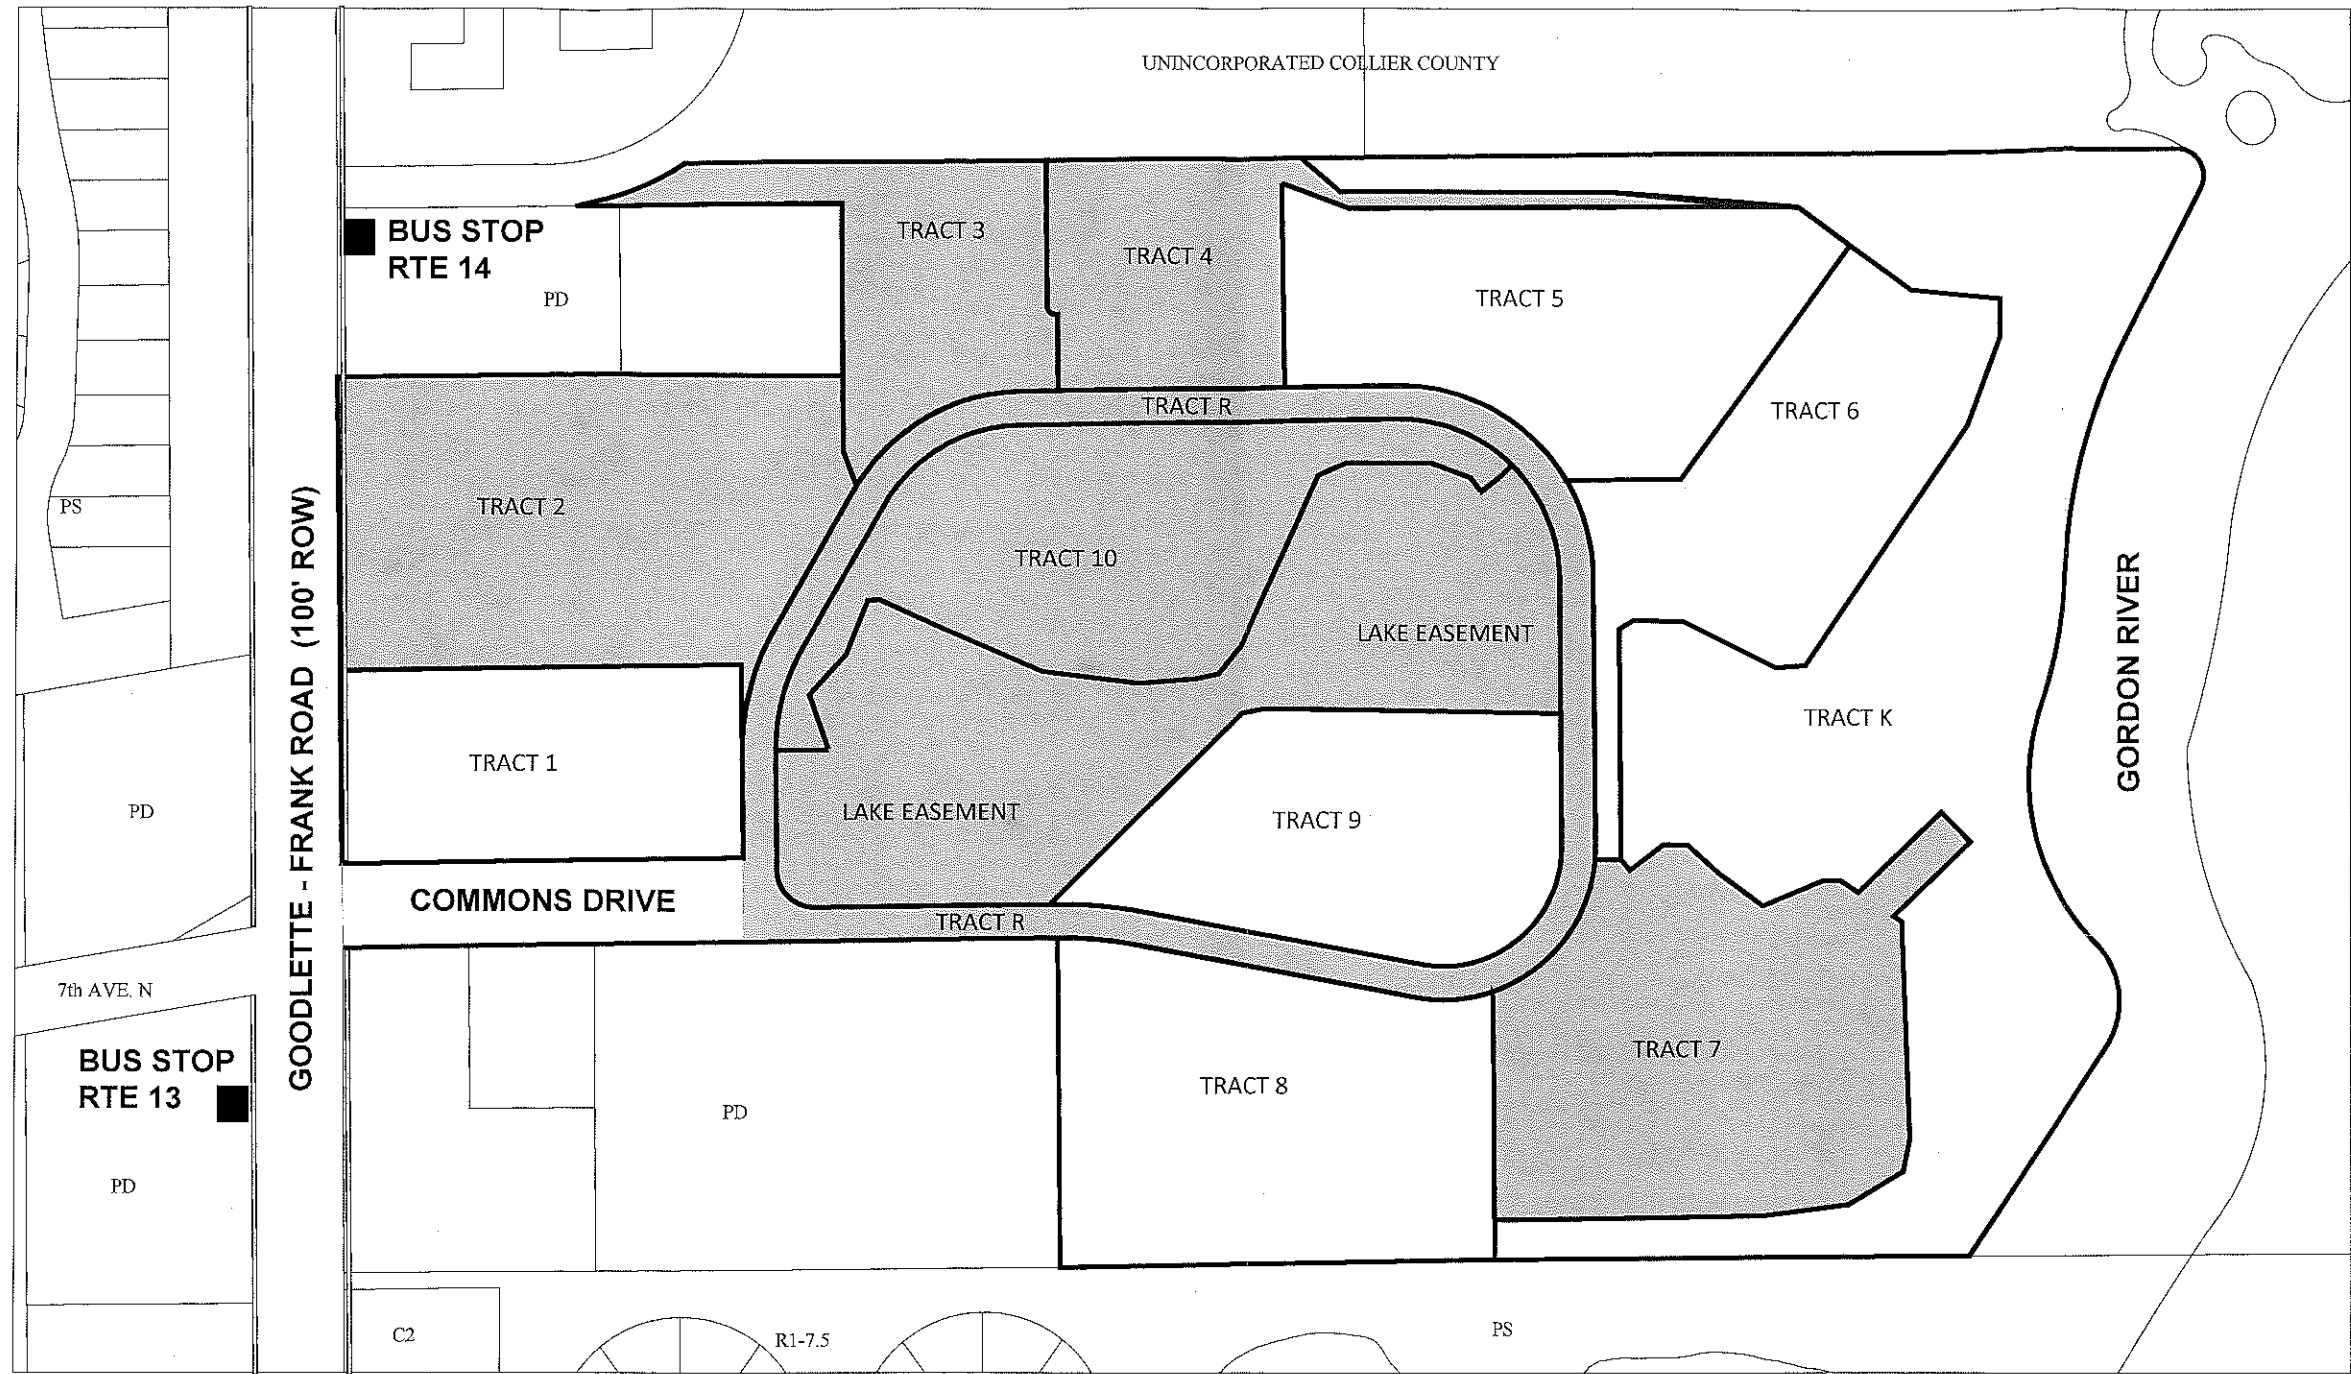 UNINCORPORATED COLLIER COUNTY
BUS STOP
RTE 14
PD
TRACT 3
TRACT 4
TRACT 5
TRACT R
TRACT 6
PS
TRACT 2
TRACT 10
GOODLETTE - FRANK ROAD (100' ROW)
LAKE EASEMENT
GORDON RIVER
TRACT K
TRACT 1
PD
LAKE EASEMENT
TRACT 9
COMMONS DRIVE
TRACT R
7th AVE. N
BUS STOP
RTE 13
TRACT 7
TRACT 8
PD
PD
C2
R1-7.5
PS